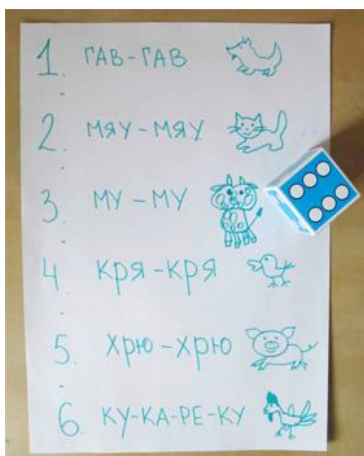 1. ГАВ-ГАВ
2. МЯУ-МЯУ
3. МУ-МУ
4. КРЯ-КРЯ
5. ХРЮ-ХРЮ
6. КУ-КА-РЕ-КУ